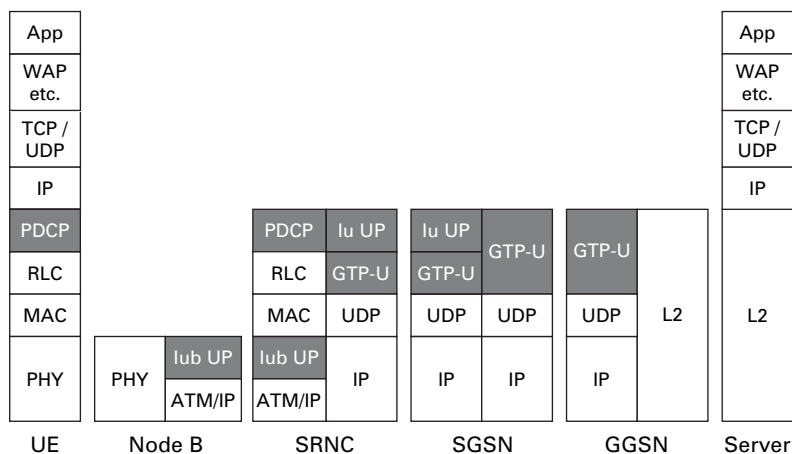 App
WAP
etc.
TCP /
UDP
IP
PDCP
RLC
MAC
PHY
UE
PHY
Iub UP
ATM/IP
Node B
PDCP
Iu UP
RLC
GTP-U
MAC
UDP
Iub UP
IP
ATM/IP
SRNC
Iu UP
GTP-U
GTP-U
UDP
UDP
IP
IP
SGSN
GTP-U
UDP
IP
L2
GGSN
App
WAP
etc.
TCP /
UDP
IP
L2
Server